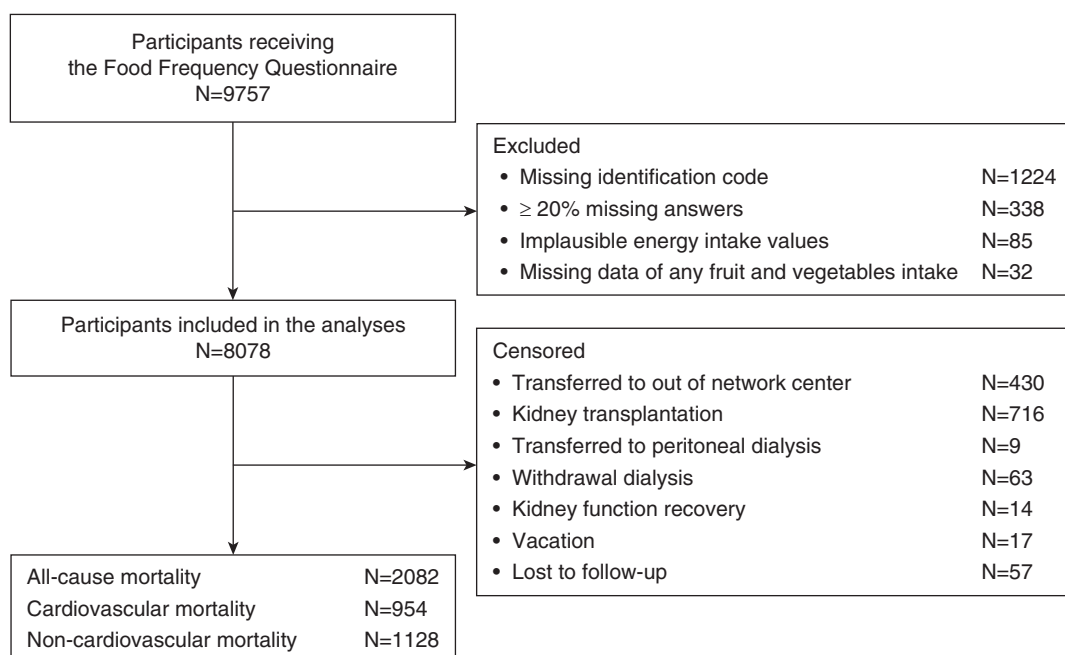 Participants receiving
the Food Frequency Questionnaire
N=9757
Excluded
• Missing identification code N=1224
• ≥ 20% missing answers N=338
• Implausible energy intake values N=85
• Missing data of any fruit and vegetables intake N=32
Participants included in the analyses
N=8078
Censored
• Transferred to out of network center N=430
• Kidney transplantation N=716
• Transferred to peritoneal dialysis N=9
• Withdrawal dialysis N=63
• Kidney function recovery N=14
• Vacation N=17
• Lost to follow-up N=57
All-cause mortality N=2082
Cardiovascular mortality N=954
Non-cardiovascular mortality N=1128